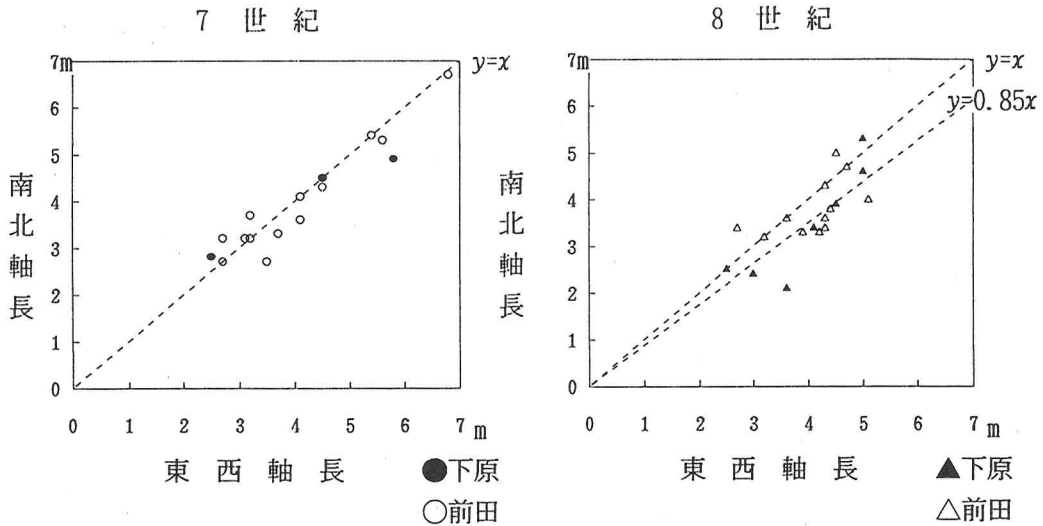 7 世 紀
7m
6
5
4
3
2
1
0
南北軸長
0 1 2 3 4 5 6 7 m
東 西 軸 長
y=x
●下原
○前田
8 世 紀
7m
6
5
4
3
2
1
0
南北軸長
0 1 2 3 4 5 6 7 m
東 西 軸 長
y=x
y=0.85x
▲下原
△前田